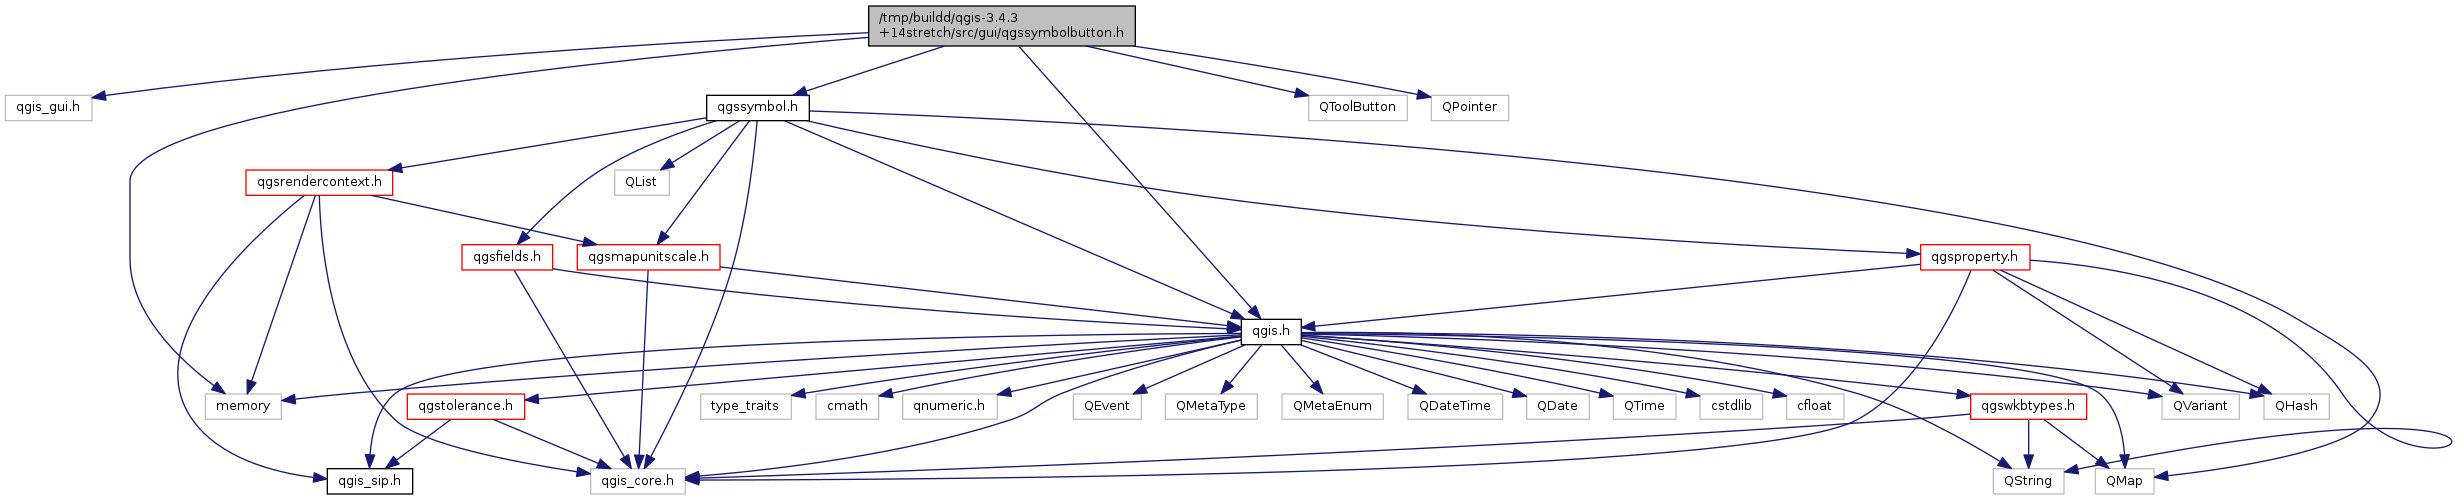 /tmp/buildd/qgis-3.4.3
+14stretch/src/gui/qgssymbolbutton.h
qgis_gui.h
qgssymbol.h
QToolButton
QPointer
qgsrendercontext.h
QList
qgsfields.h
qgsmapunitscale.h
qgsproperty.h
qgis.h
memory
qgstolerance.h
type_traits
cmath
qnumeric.h
QEvent
QMetaType
QMetaEnum
QDateTime
QDate
QTime
cstdlib
cfloat
qgswkbtypes.h
QVariant
QHash
qgis_sip.h
qgis_core.h
QString
QMap